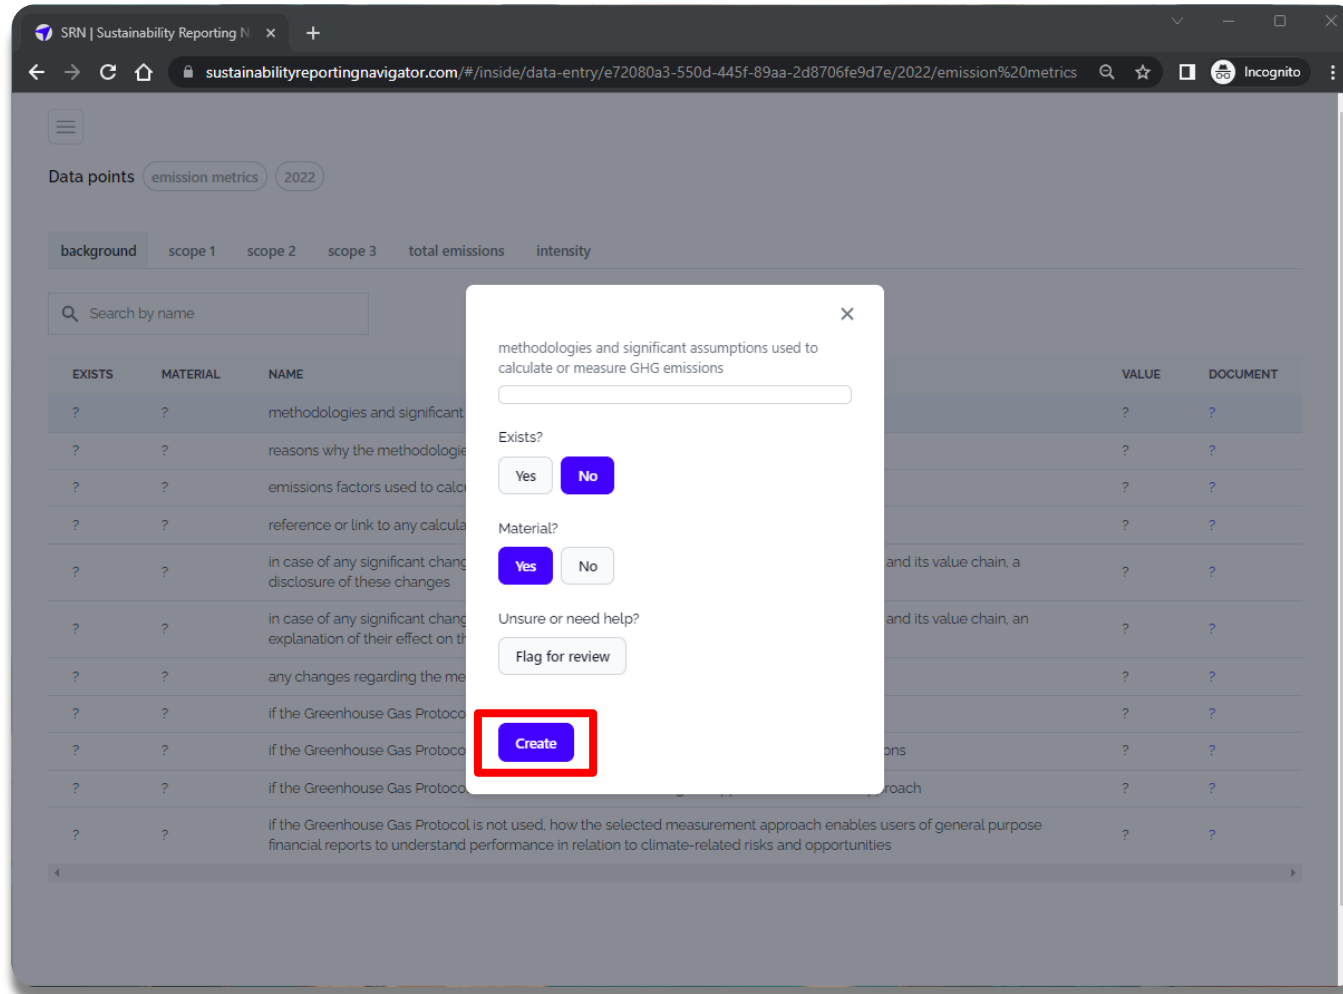 SRN | Sustainability Reporting N
sustainabilityreportingnavigator.com/#/inside/data-entry/e72080a3-550d-445f-89aa-2d8706fe9d7e/2022/emission%20metrics
Incognito
Data points emission metrics 2022
background scope 1 scope 2 scope 3 total emissions intensity
Search by name
EXISTS MATERIAL NAME VALUE DOCUMENT
? ? methodologies and significant ? ?
? ? reasons why the methodologie ? ?
? ? emissions factors used to calcu ? ?
? ? reference or link to any calcula ? ?
? ? in case of any significant chang and its value chain, a ? ?
disclosure of these changes
? ? in case of any significant chang and its value chain, an ? ?
explanation of their effect on th
? ? any changes regarding the me ? ?
? ? if the Greenhouse Gas Protoco ? ?
? ? if the Greenhouse Gas Protoco ons ? ?
? ? if the Greenhouse Gas Protoco roach ? ?
? ? if the Greenhouse Gas Protocol is not used, how the selected measurement approach enables users of general purpose ? ?
financial reports to understand performance in relation to climate-related risks and opportunities
methodologies and significant assumptions used to
calculate or measure GHG emissions
Exists?
Yes No
Material?
Yes No
Unsure or need help?
Flag for review
Create